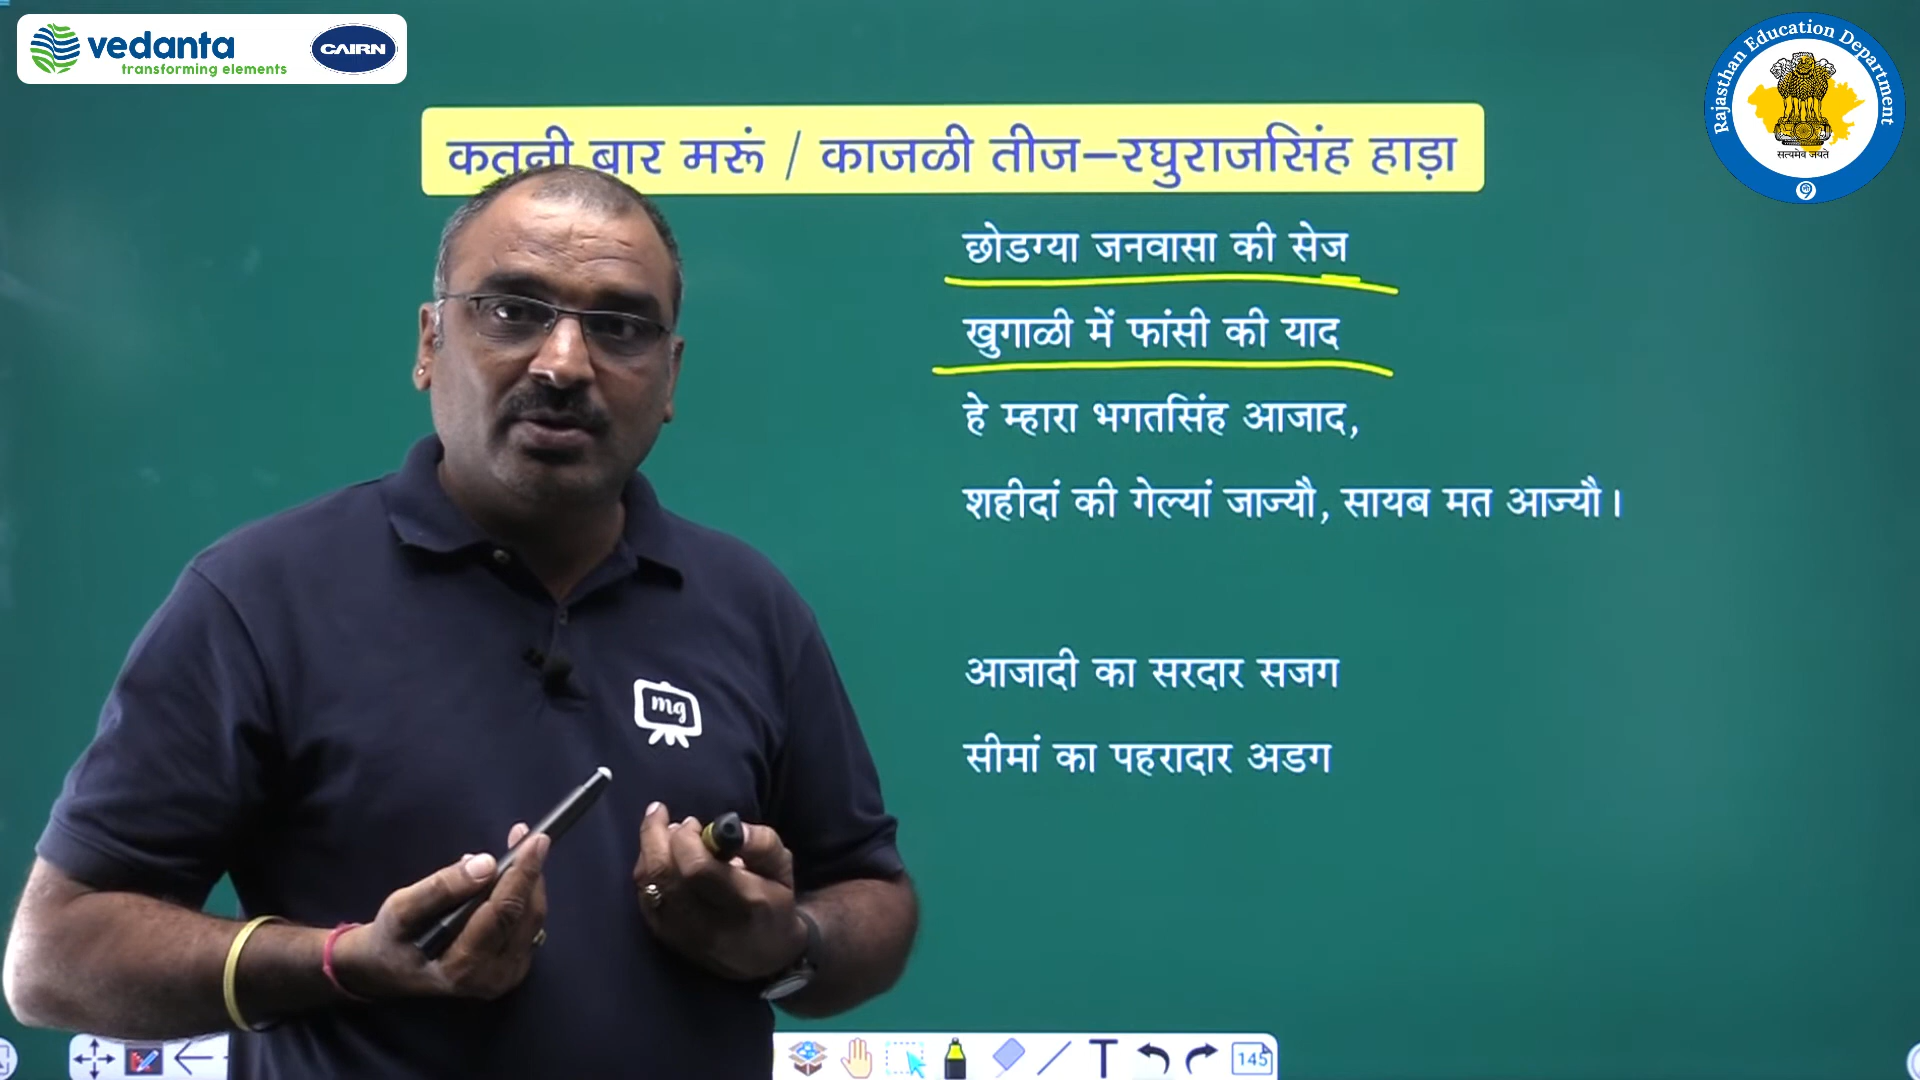 vedanta
transforming elements
CAIRN
Rajasthan Education Department
सत्यमेव जयते
कतनी बार मरूं / काजळी तीज–रघुराजसिंह हाड़ा
छोडग्या जनवासा की सेज
खुगाळी में फांसी की याद
हे म्हारा भगतसिंह आजाद,
शहीदां की गेल्यां जाज्यौ, सायब मत आज्यौ।
आजादी का सरदार सजग
सीमां का पहरादार अडग
mg
T
145